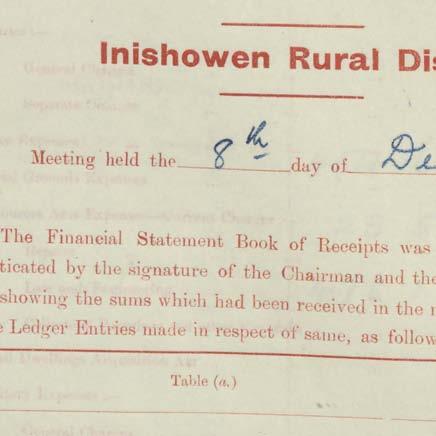 Inishowen Rural Dis
Meeting held the 8th day of De
The Financial Statement Book of Receipts was
ticated by the signature of the Chairman and the
showing the sums which had been received in the n
e Ledger Entries made in respect of same, as follow
Table (a.)